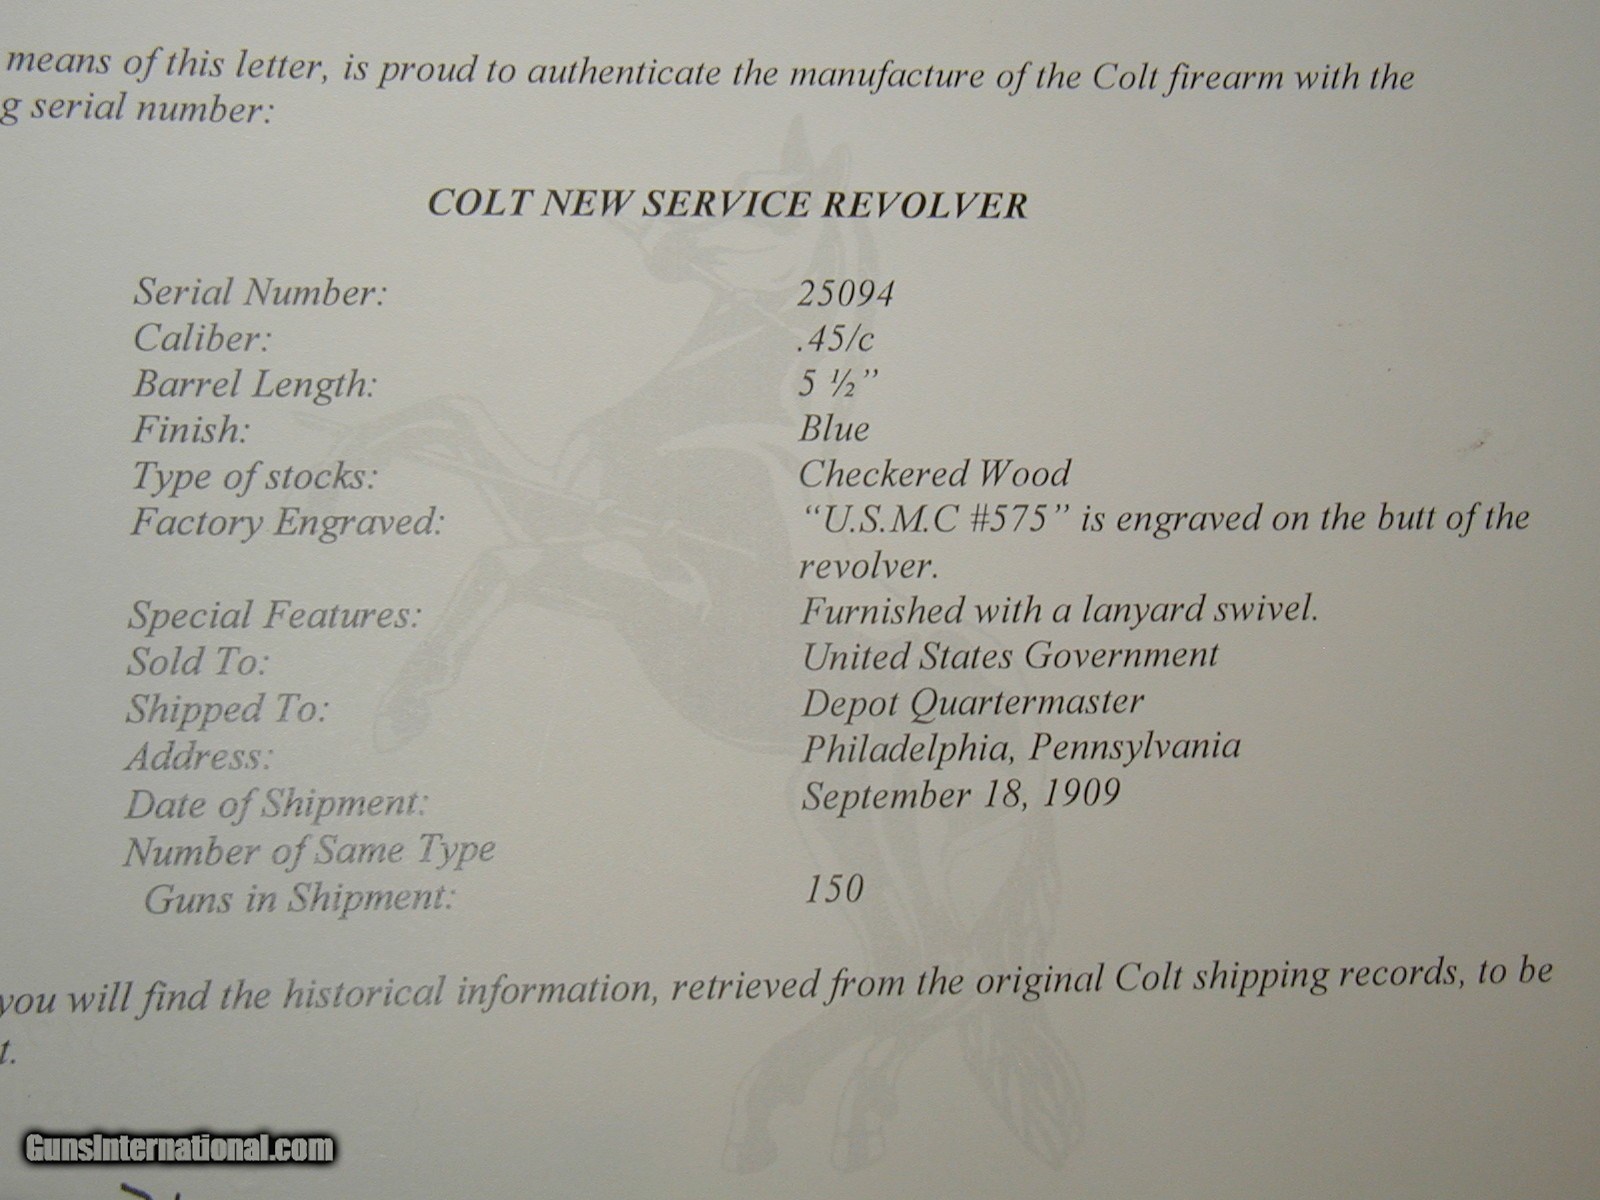 means of this letter, is proud to authenticate the manufacture of the Colt firearm with the
g serial number:
COLT NEW SERVICE REVOLVER
Serial Number: 25094
Caliber: .45/c
Barrel Length: 5 ½”
Finish: Blue
Type of stocks: Checkered Wood
Factory Engraved: “U.S.M.C #575” is engraved on the butt of the
revolver.
Special Features: Furnished with a lanyard swivel.
Sold To: United States Government
Shipped To: Depot Quartermaster
Address: Philadelphia, Pennsylvania
Date of Shipment: September 18, 1909
Number of Same Type
Guns in Shipment: 150
you will find the historical information, retrieved from the original Colt shipping records, to be
t.
GunsInternational.com